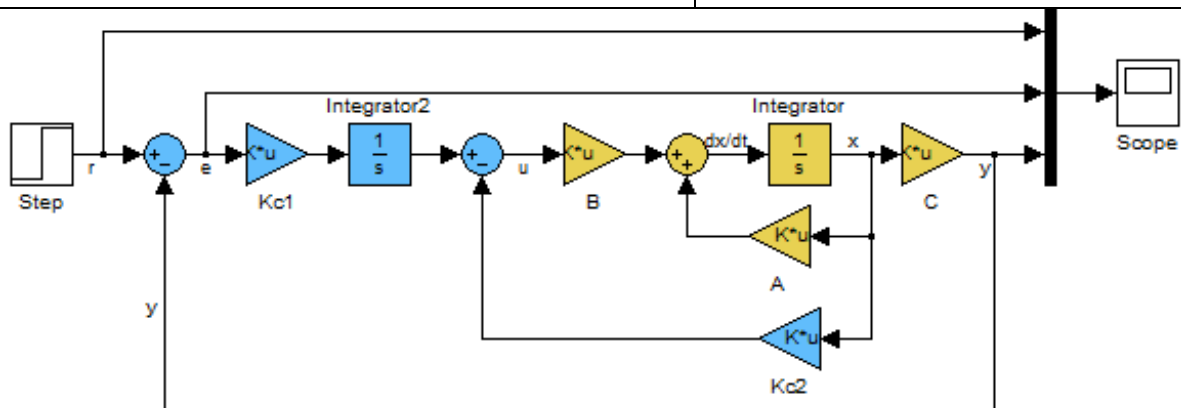 Integrator2
Integrator
Scope
Step
r
+
−
e
K*u
Kc1
1
s
+
−
u
K*u
B
+
+
dx/dt
1
s
x
K*u
C
y
K*u
A
y
K*u
Kc2